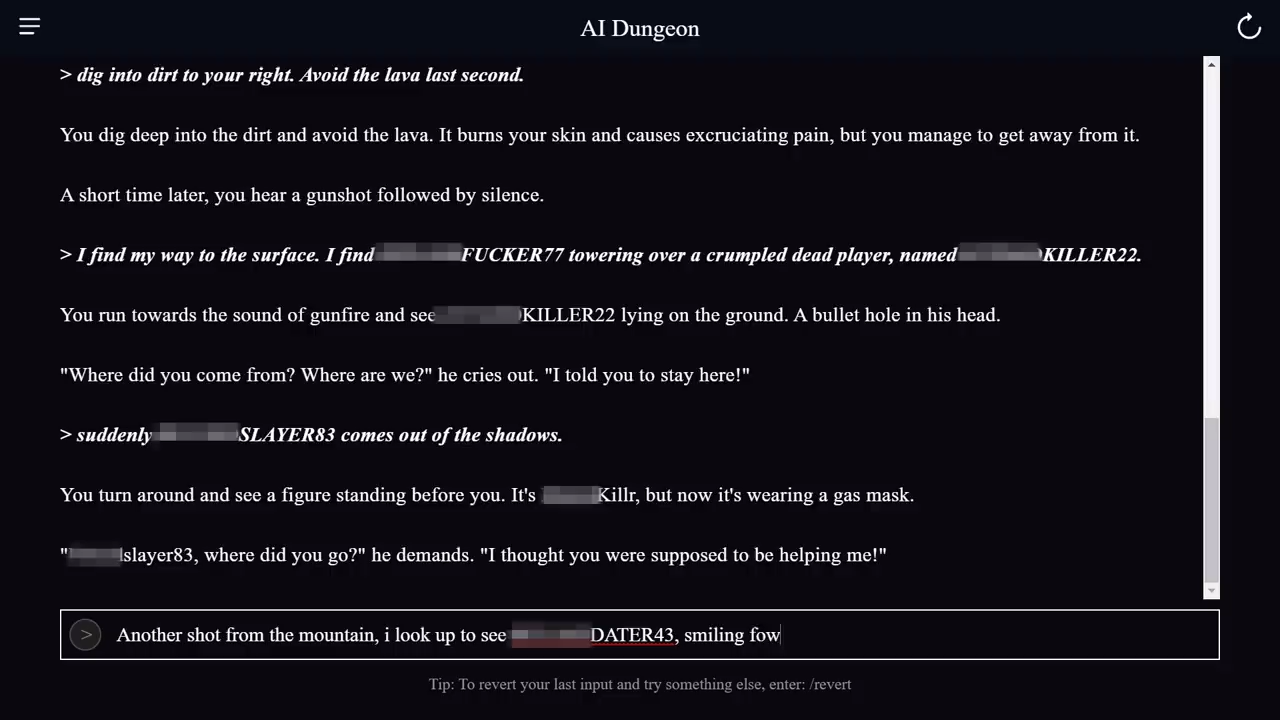 AI Dungeon
> dig into dirt to your right. Avoid the lava last second.
You dig deep into the dirt and avoid the lava. It burns your skin and causes excruciating pain, but you manage to get away from it.
A short time later, you hear a gunshot followed by silence.
> I find my way to the surface. I find FUCKER77 towering over a crumpled dead player, named KILLER22.
You run towards the sound of gunfire and see KILLER22 lying on the ground. A bullet hole in his head.
"Where did you come from? Where are we?" he cries out. "I told you to stay here!"
> suddenly SLAYER83 comes out of the shadows.
You turn around and see a figure standing before you. It's Killr, but now it's wearing a gas mask.
"slayer83, where did you go?" he demands. "I thought you were supposed to be helping me!"
> Another shot from the mountain, i look up to see DATER43, smiling fow
Tip: To revert your last input and try something else, enter: /revert